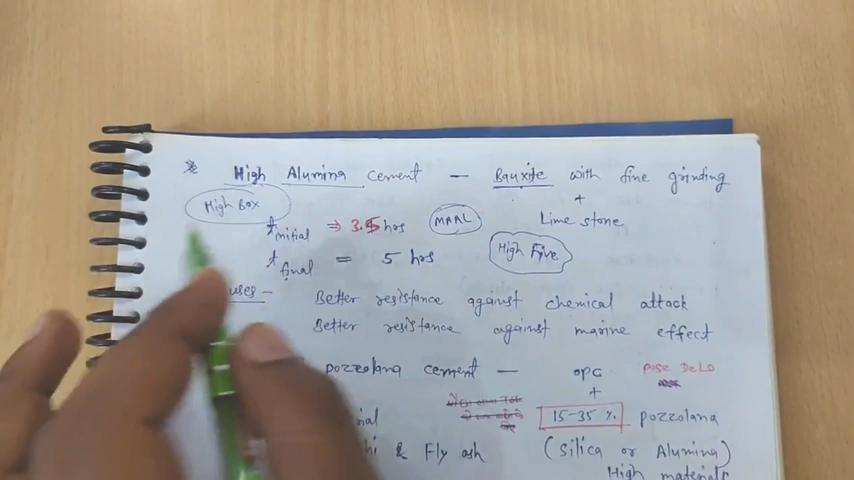 * High Alumina cement — Bauxite with fine grinding
High Box
+
t initial ⇒ 3.5 hrs MAAL Lime stone
t final = 5 hrs High Five
uses – Better resistance against chemical attack
Better resistance against marine effect
pozzolana cement — OPC POSE DeLO
+
ial 15-35 % pozzolana
hi & Fly ash (Silica or Alumina)
High materials